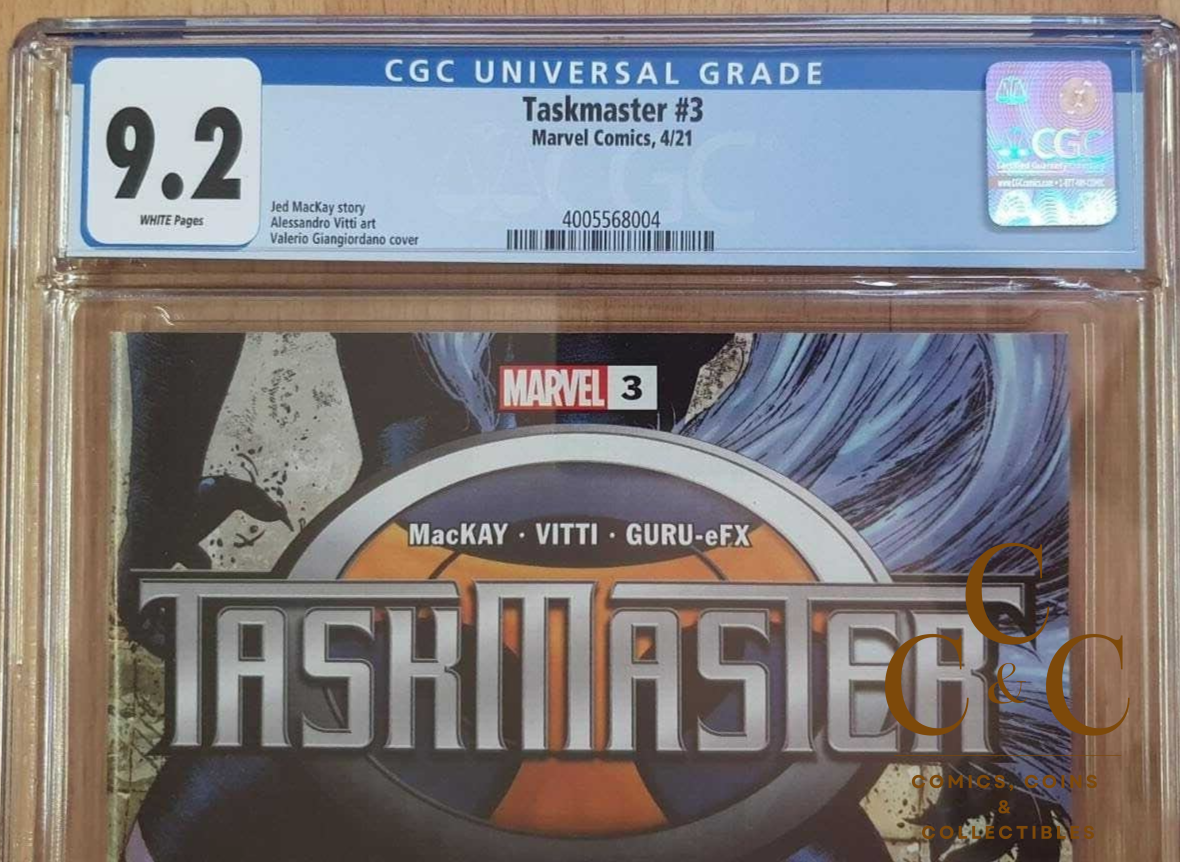 CGC UNIVERSAL GRADE
9.2
WHITE Pages
Taskmaster #3
Marvel Comics, 4/21
Jed MacKay story
Alessandro Vitti art
Valerio Giangiordano cover
4005568004
CGC
CGC
MARVEL 3
MacKAY · VITTI · GURU-eFX
TASKMASTER
C
C & C
COMICS, COINS
&
COLLECTIBLES